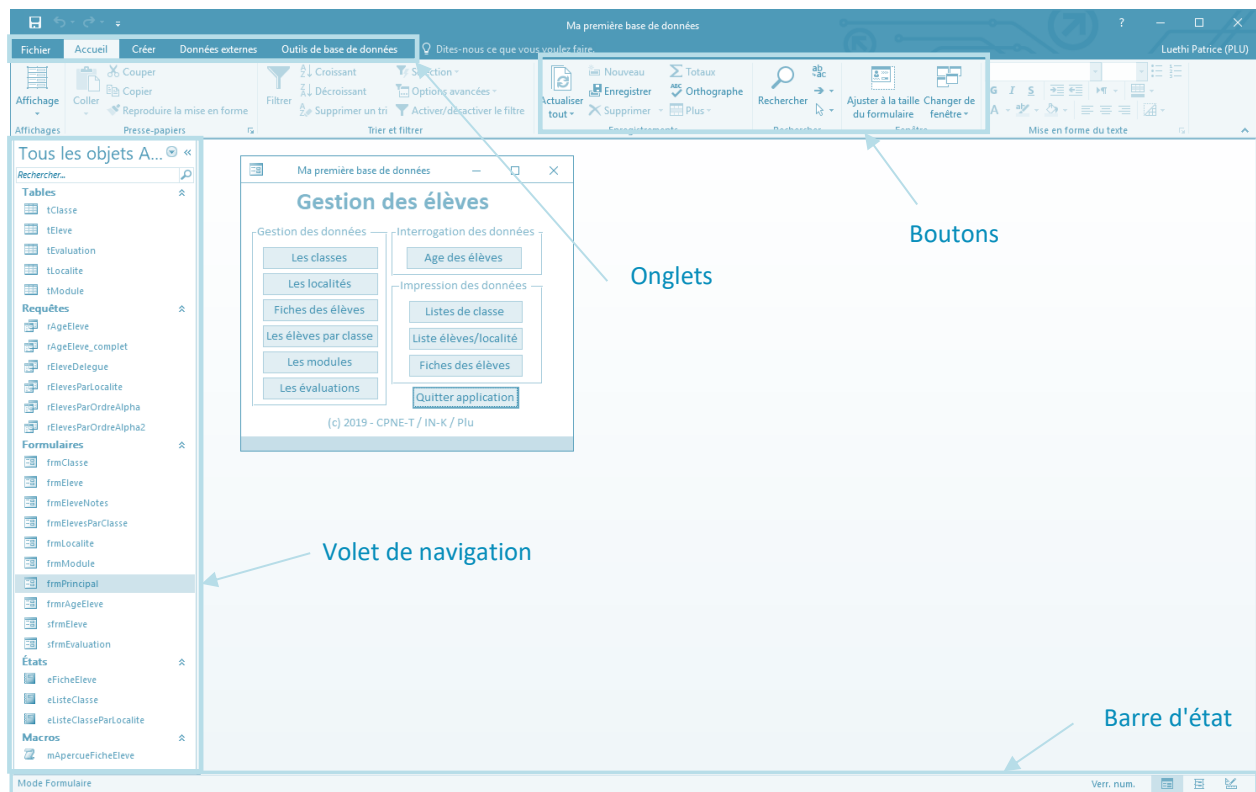 Ma première base de données
?
Fichier Accueil Créer Données externes Outils de base de données Dites-nous ce que vous voulez faire. Luethi Patrice (PLU)
Affichage
Affichages
Coller
Couper
Copier
Reproduire la mise en forme
Presse-papiers
Filtrer
Croissant
Décroissant
Supprimer un tri
Sélection
Options avancées
Activer/désactiver le filtre
Trier et filtrer
Actualiser
tout
Nouveau
Enregistrer
Supprimer
Totaux
Orthographe
Plus
Enregistrements
Rechercher
Rechercher
Ajuster à la taille
du formulaire
Changer de
fenêtre
Fenêtre
G I S
A
Mise en forme du texte
Tous les objets A...
Rechercher...
Tables
tClasse
tEleve
tEvaluation
tLocalite
tModule
Requêtes
rAgeEleve
rAgeEleve_complet
rEleveDelegue
rElevesParLocalite
rElevesParOrdreAlpha
rElevesParOrdreAlpha2
Formulaires
frmClasse
frmEleve
frmEleveNotes
frmElevesParClasse
frmLocalite
frmModule
frmPrincipal
frmrAgeEleve
sfrmEleve
sfrmEvaluation
États
eFicheEleve
eListeClasse
eListeClasseParLocalite
Macros
mApercueFicheEleve
Ma première base de données
Gestion des élèves
Gestion des données
Les classes
Les localités
Fiches des élèves
Les élèves par classe
Les modules
Les évaluations
Interrogation des données
Age des élèves
Impression des données
Listes de classe
Liste élèves/localité
Fiches des élèves
Quitter application
(c) 2019 - CPNE-T / IN-K / Plu
Boutons
Onglets
Volet de navigation
Barre d'état
Mode Formulaire
Verr. num.